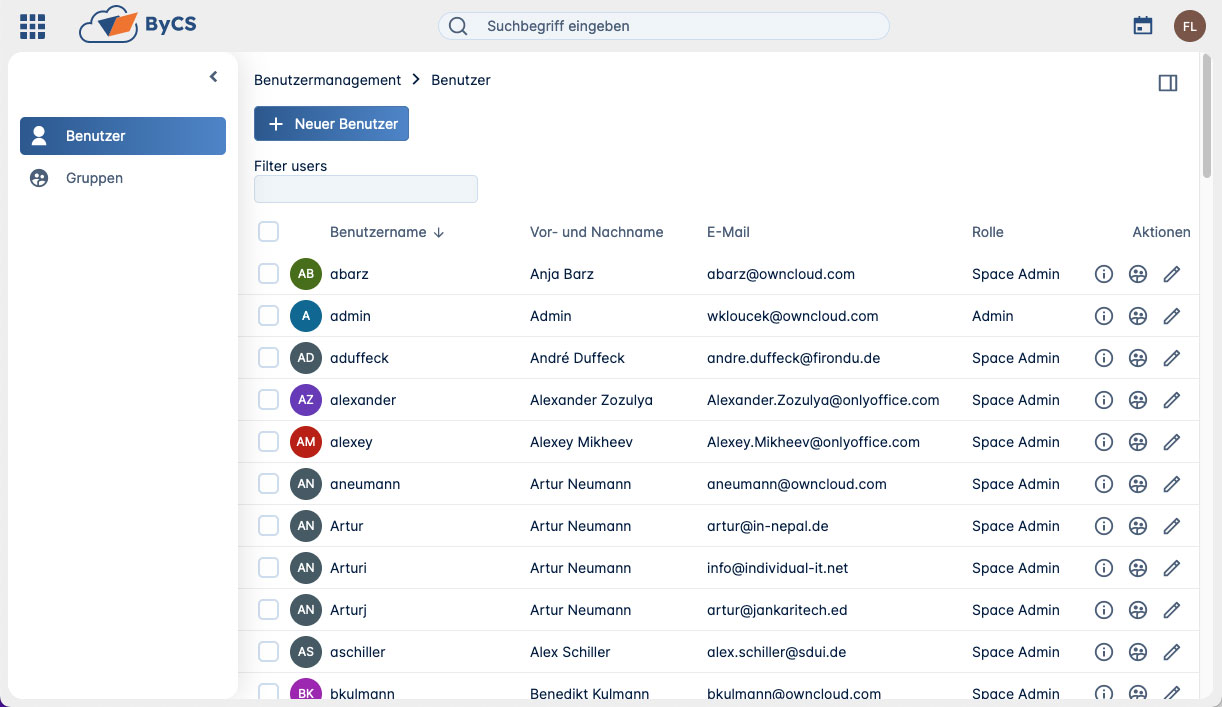 ByCS
Suchbegriff eingeben
FL
Benutzermanagement > Benutzer
Benutzer
Gruppen
+ Neuer Benutzer
Filter users
Benutzername ↓ Vor- und Nachname E-Mail Rolle Aktionen
AB abarz Anja Barz abarz@owncloud.com Space Admin
A admin Admin wkloucek@owncloud.com Admin
AD aduffeck André Duffeck andre.duffeck@firondu.de Space Admin
AZ alexander Alexander Zozulya Alexander.Zozulya@onlyoffice.com Space Admin
AM alexey Alexey Mikheev Alexey.Mikheev@onlyoffice.com Space Admin
AN aneumann Artur Neumann aneumann@owncloud.com Space Admin
AN Artur Artur Neumann artur@in-nepal.de Space Admin
AN Arturi Artur Neumann info@individual-it.net Space Admin
AN Arturj Artur Neumann artur@jankaritech.ed Space Admin
AS aschiller Alex Schiller alex.schiller@sdui.de Space Admin
BK bkulmann Benedikt Kulmann bkulmann@owncloud.com Space Admin